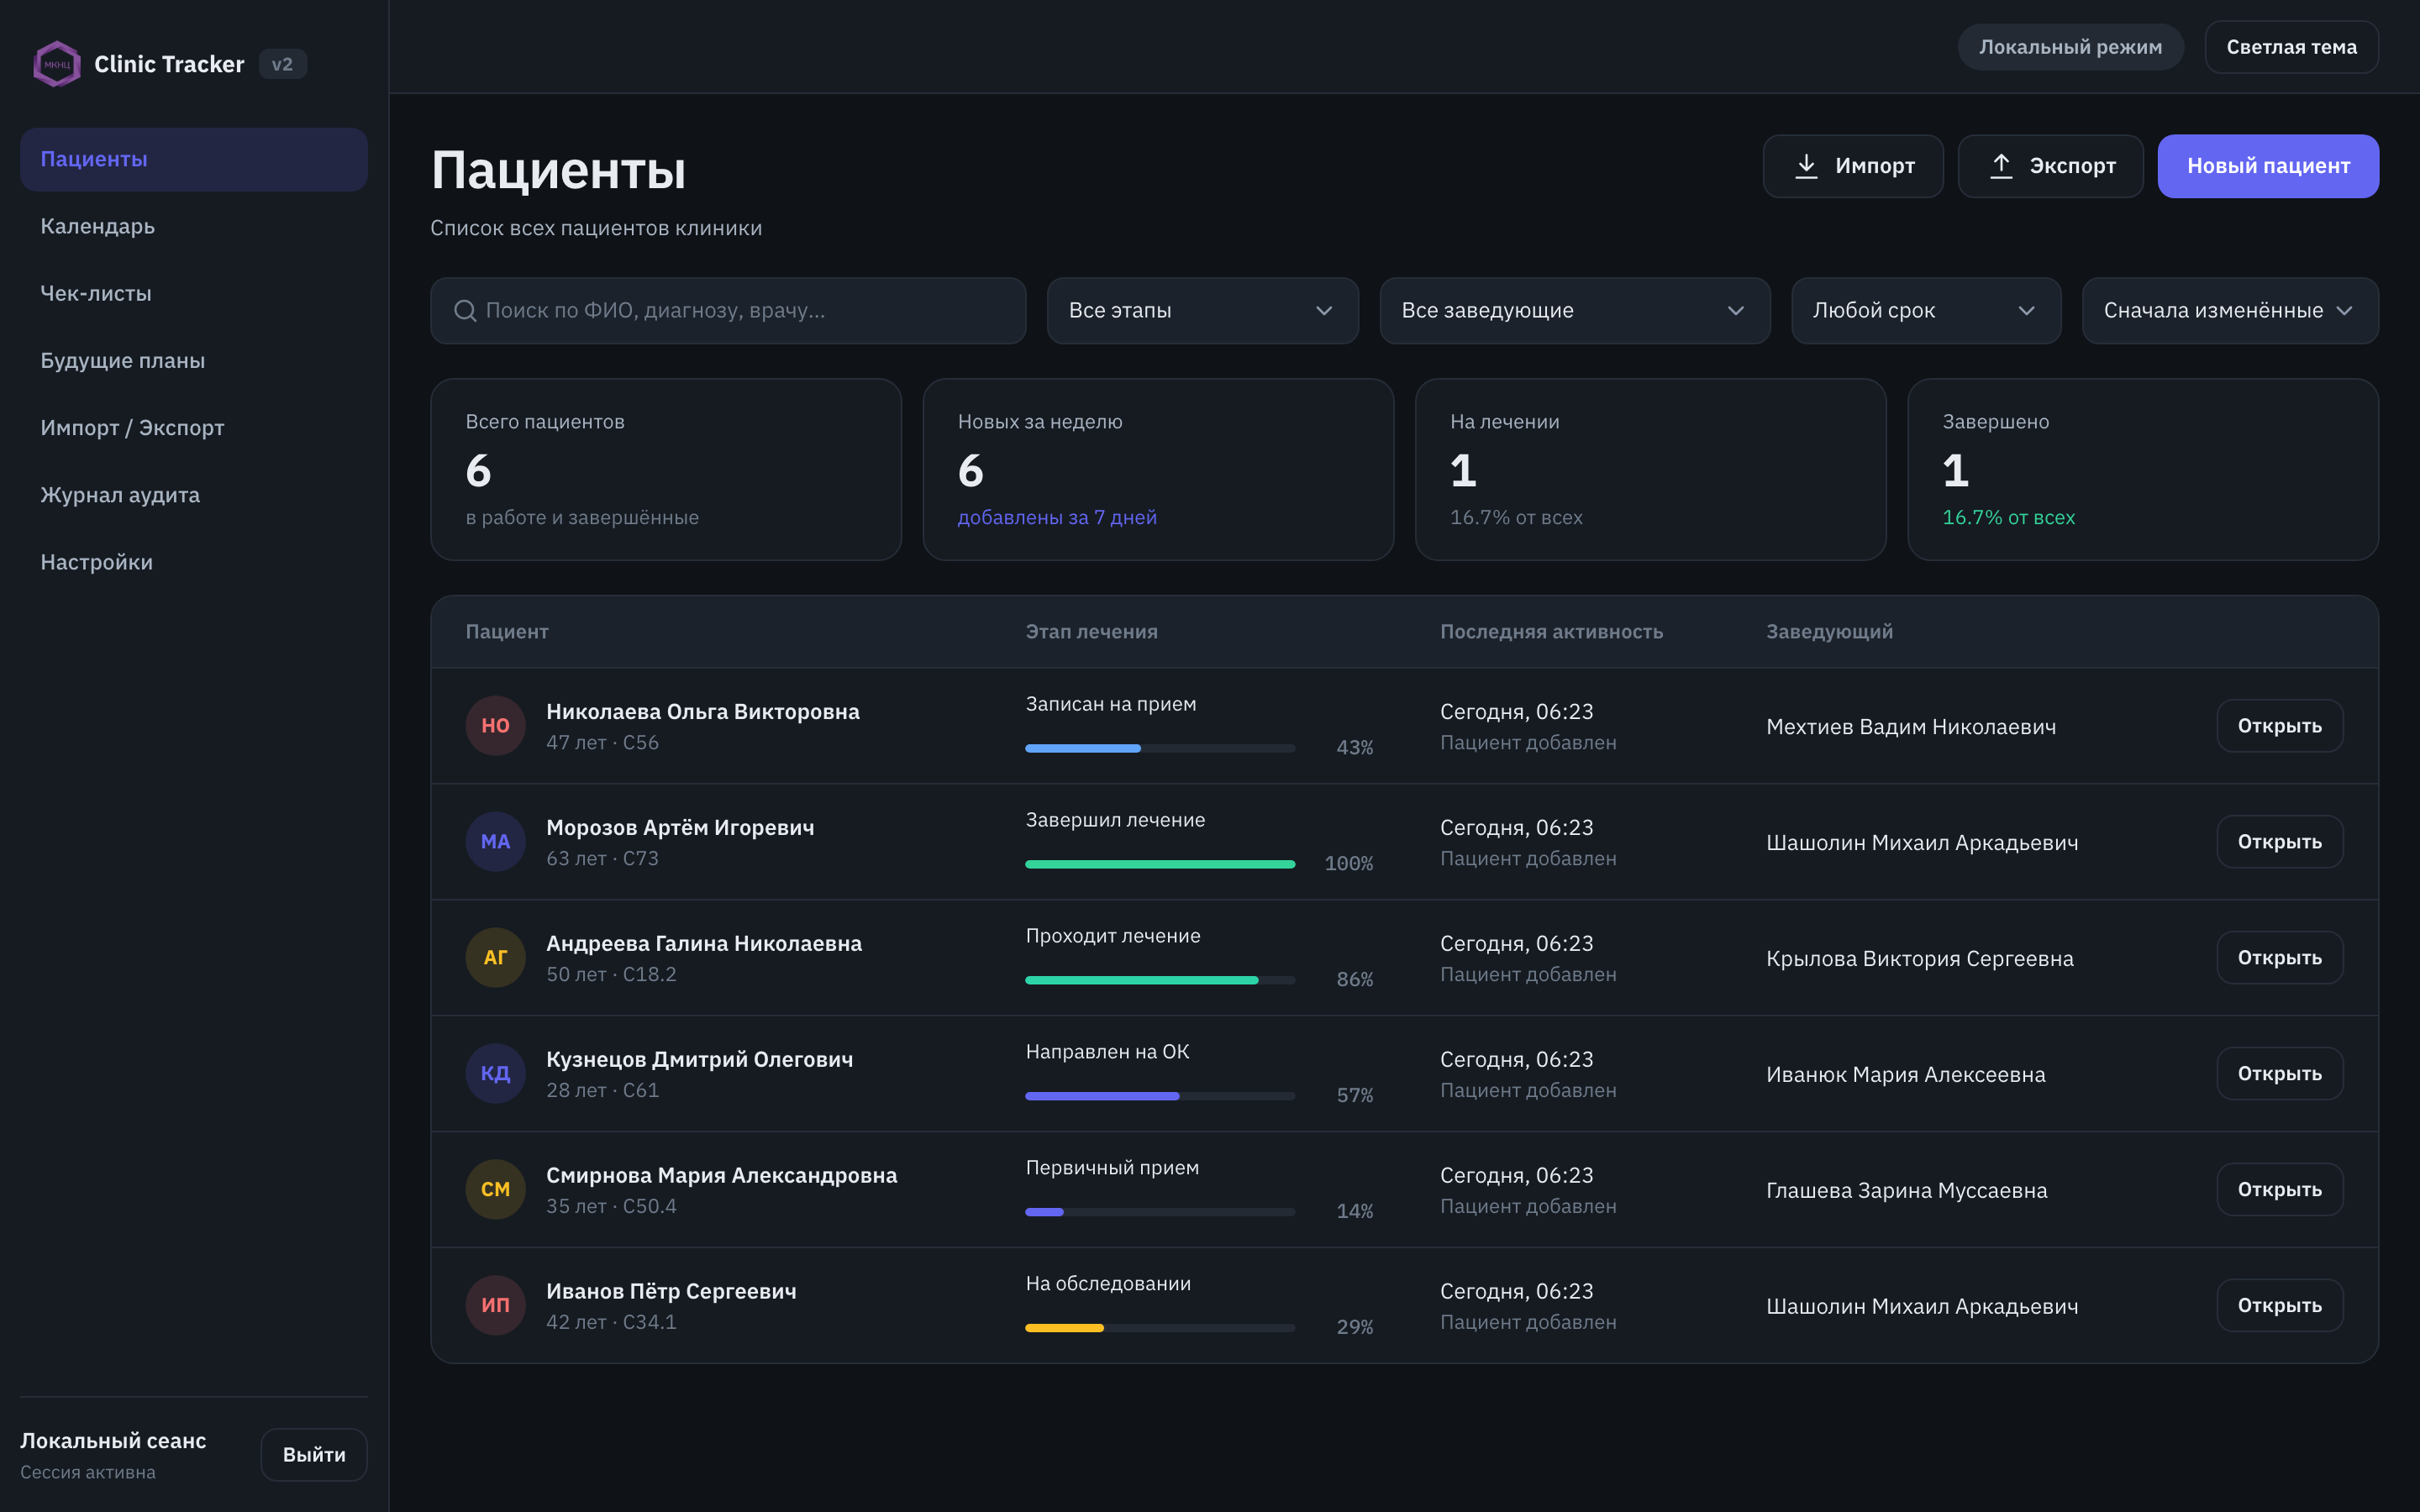 МКНЦ
Clinic Tracker v2
Локальный режим
Светлая тема
Пациенты
Календарь
Чек-листы
Будущие планы
Импорт / Экспорт
Журнал аудита
Настройки
Локальный сеанс
Сессия активна
Выйти
Пациенты
Список всех пациентов клиники
Импорт
Экспорт
Новый пациент
Поиск по ФИО, диагнозу, врачу...
Все этапы
Все заведующие
Любой срок
Сначала изменённые
Всего пациентов
6
в работе и завершённые
Новых за неделю
6
добавлены за 7 дней
На лечении
1
16.7% от всех
Завершено
1
16.7% от всех
Пациент
Этап лечения
Последняя активность
Заведующий
НО
Николаева Ольга Викторовна
47 лет · C56
Записан на прием
43%
Сегодня, 06:23
Пациент добавлен
Мехтиев Вадим Николаевич
Открыть
МА
Морозов Артём Игоревич
63 лет · C73
Завершил лечение
100%
Сегодня, 06:23
Пациент добавлен
Шашолин Михаил Аркадьевич
Открыть
АГ
Андреева Галина Николаевна
50 лет · C18.2
Проходит лечение
86%
Сегодня, 06:23
Пациент добавлен
Крылова Виктория Сергеевна
Открыть
КД
Кузнецов Дмитрий Олегович
28 лет · C61
Направлен на ОК
57%
Сегодня, 06:23
Пациент добавлен
Иванюк Мария Алексеевна
Открыть
СМ
Смирнова Мария Александровна
35 лет · C50.4
Первичный прием
14%
Сегодня, 06:23
Пациент добавлен
Глашева Зарина Муссаевна
Открыть
ИП
Иванов Пётр Сергеевич
42 лет · C34.1
На обследовании
29%
Сегодня, 06:23
Пациент добавлен
Шашолин Михаил Аркадьевич
Открыть